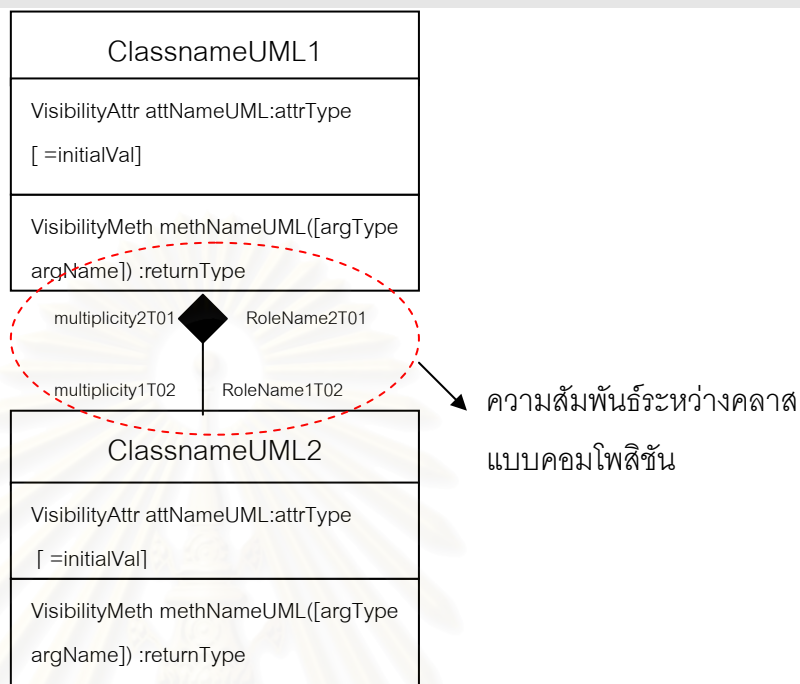 ClassnameUML1
VisibilityAttr attNameUML:attrType
[ =initialVal]
VisibilityMeth methNameUML([argType
argName]) :returnType
multiplicity2T01 RoleName2T01
multiplicity1T02 RoleName1T02
ความสัมพันธ์ระหว่างคลาส
แบบคอมโพสิชัน
ClassnameUML2
VisibilityAttr attNameUML:attrType
[ =initialVal]
VisibilityMeth methNameUML([argType
argName]) :returnType